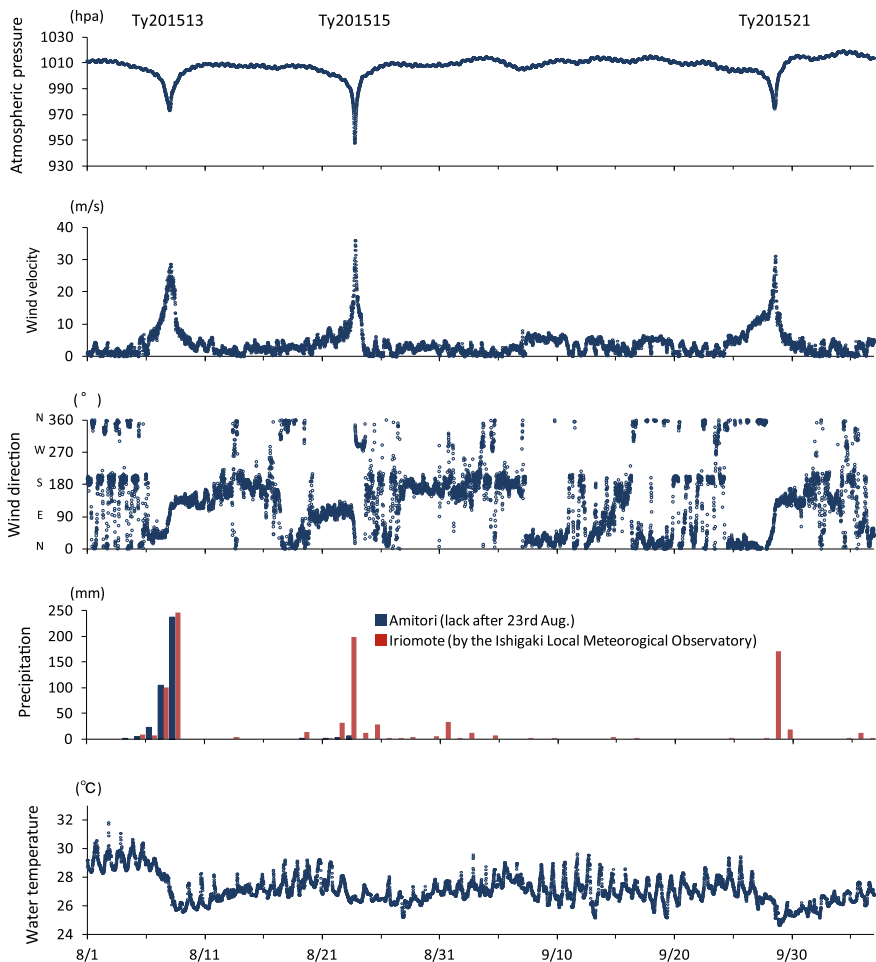 (hpa)
Ty201513
Ty201515
Ty201521
Atmospheric pressure
1030
1010
990
970
950
930
(m/s)
Wind velocity
40
30
20
10
0
(°)
Wind direction
N 360
W 270
S 180
E 90
N 0
(mm)
Precipitation
250
200
150
100
50
0
Amitori (lack after 23rd Aug.)
Iriomote (by the Ishigaki Local Meteorogical Observatory)
(℃)
Water temperature
32
30
28
26
24
8/1 8/11 8/21 8/31 9/10 9/20 9/30